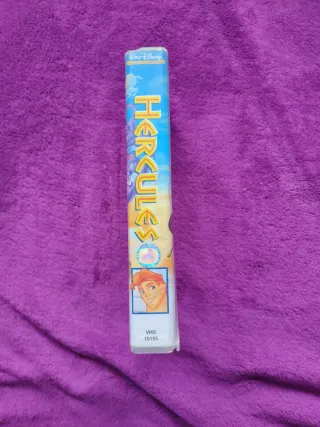 WALT DISNEY
HERCULES
VHS
10195